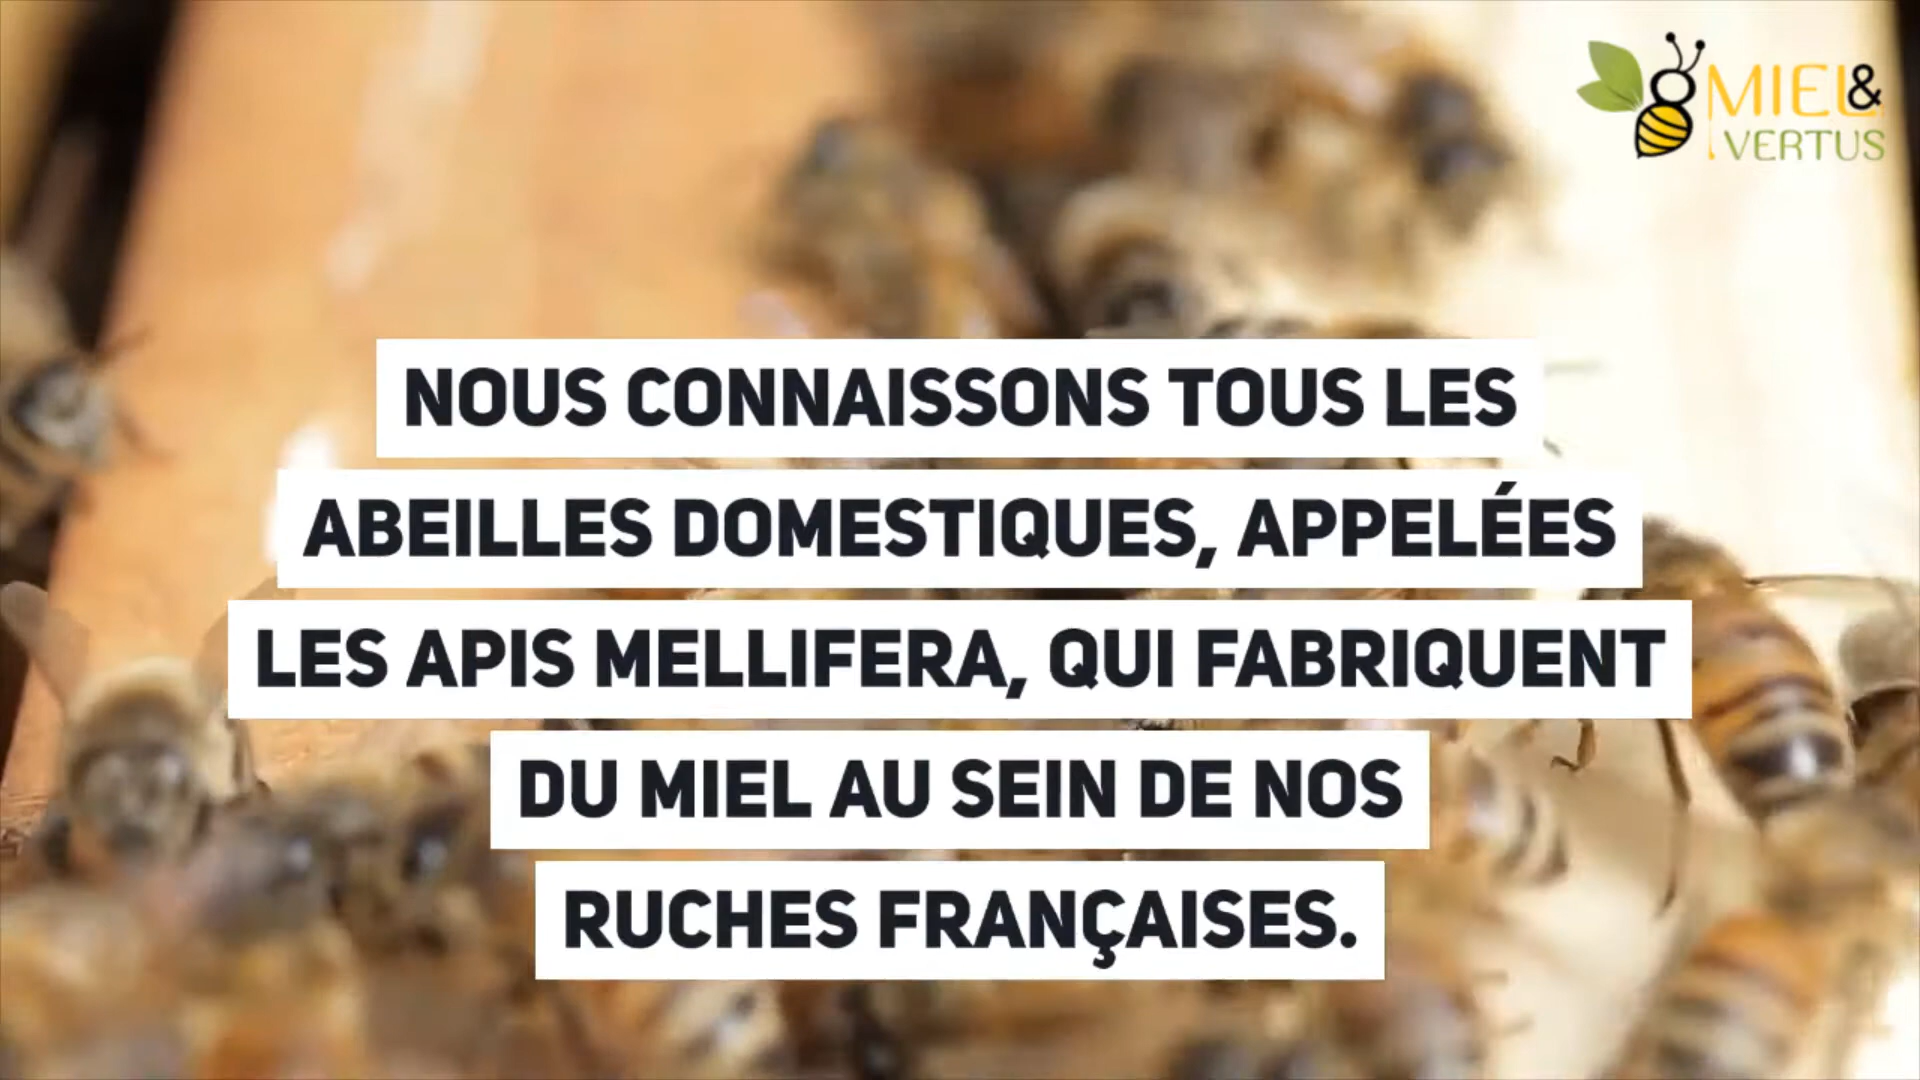 MIEL&
VERTUS
NOUS CONNAISSONS TOUS LES
ABEILLES DOMESTIQUES, APPELÉES
LES APIS MELLIFERA, QUI FABRIQUENT
DU MIEL AU SEIN DE NOS
RUCHES FRANÇAISES.